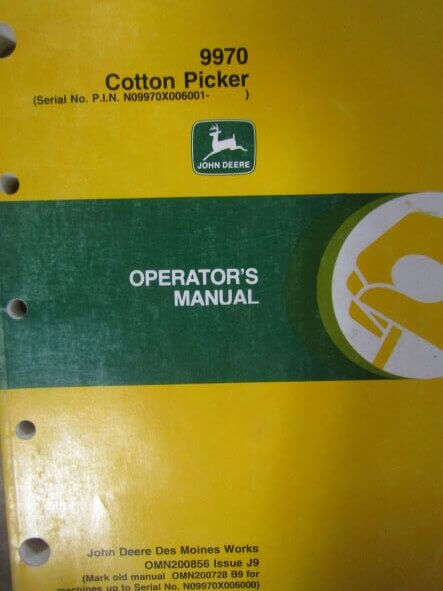 9970
Cotton Picker
(Serial No. P.I.N. N09970X006001- )
JOHN DEERE
OPERATOR'S
MANUAL
John Deere Des Moines Works
OMN200856 Issue J9
(Mark old manual OMN200728 B9 for
machines up to Serial No. N09970X006000)